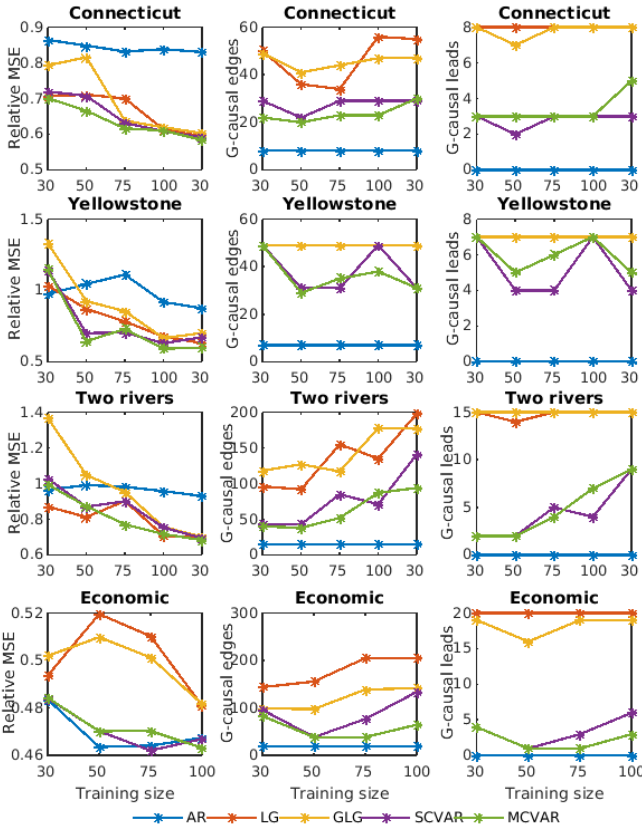 Connecticut Connecticut Connecticut
Relative MSE
0.9
0.8
0.7
0.6
0.5
30 50 75 100 30
G-causal edges
60
40
20
0
30 50 75 100 30
G-causal leads
8
6
4
2
0
30 50 75 100 30
Yellowstone Yellowstone Yellowstone
Relative MSE
1.5
1
0.5
30 50 75 100 30
G-causal edges
60
40
20
0
30 50 75 100 30
G-causal leads
8
6
4
2
0
30 50 75 100 30
Two rivers Two rivers Two rivers
Relative MSE
1.4
1.2
1
0.8
0.6
30 50 75 100 30
G-causal edges
200
150
100
50
0
30 50 75 100 30
G-causal leads
15
10
5
0
30 50 75 100 30
Economic Economic Economic
Relative MSE
0.52
0.5
0.48
0.46
30 50 75 100
Training size
G-causal edges
300
200
100
0
30 50 75 100
Training size
G-causal leads
20
15
10
5
0
30 50 75 100
Training size
AR LG GLG SCVAR MCVAR